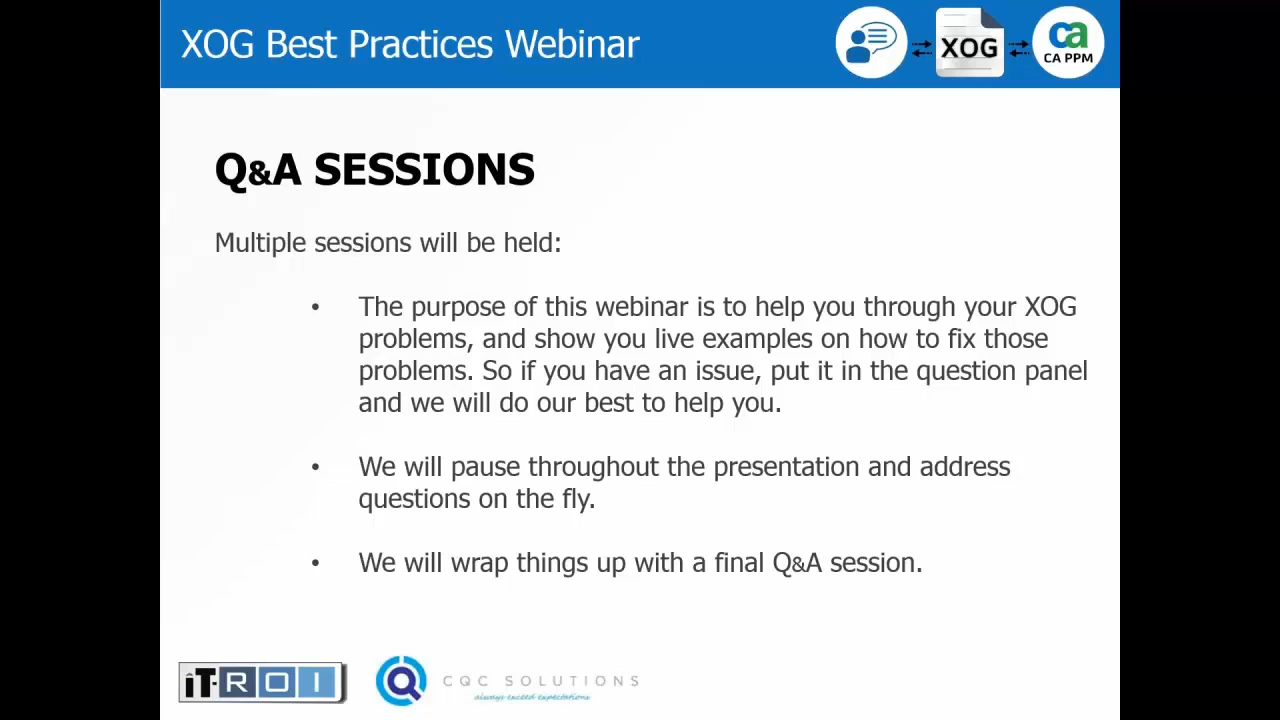 XOG Best Practices Webinar
XOG
ca
CA PPM
Q&A SESSIONS
Multiple sessions will be held:
• The purpose of this webinar is to help you through your XOG
problems, and show you live examples on how to fix those
problems. So if you have an issue, put it in the question panel
and we will do our best to help you.
• We will pause throughout the presentation and address
questions on the fly.
• We will wrap things up with a final Q&A session.
iT-ROI
CQC SOLUTIONS
always exceed expectations